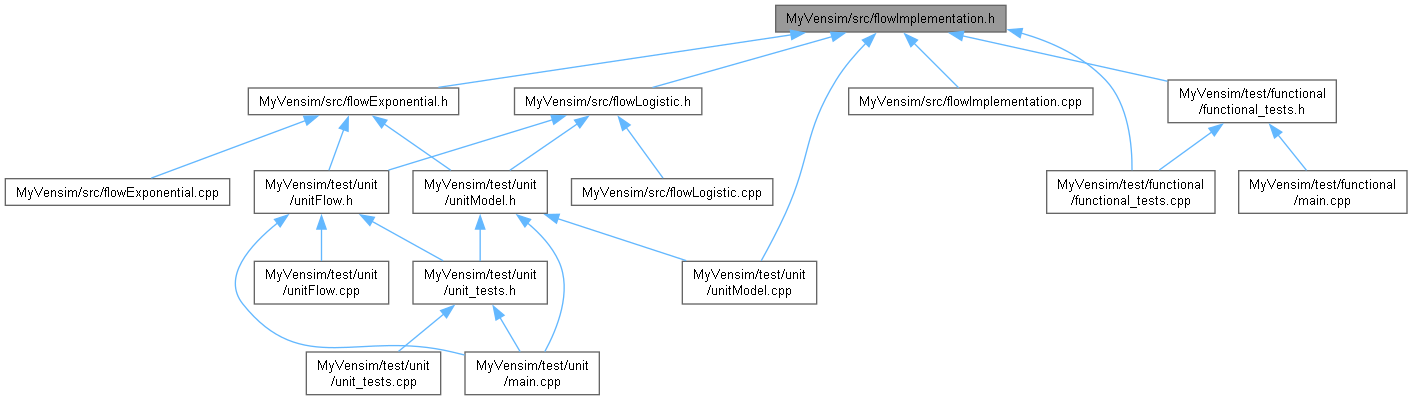 MyVensim/src/flowImplementation.h
MyVensim/src/flowExponential.h
MyVensim/src/flowLogistic.h
MyVensim/src/flowImplementation.cpp
MyVensim/test/functional
/functional_tests.h
MyVensim/src/flowExponential.cpp
MyVensim/test/unit
/unitFlow.h
MyVensim/test/unit
/unitModel.h
MyVensim/src/flowLogistic.cpp
MyVensim/test/functional
/functional_tests.cpp
MyVensim/test/functional
/main.cpp
MyVensim/test/unit
/unitFlow.cpp
MyVensim/test/unit
/unit_tests.h
MyVensim/test/unit
/unitModel.cpp
MyVensim/test/unit
/unit_tests.cpp
MyVensim/test/unit
/main.cpp